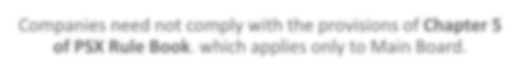 Companies need not comply with the provisions of Chapter 5
of PSX Rule Book. which applies only to Main Board.